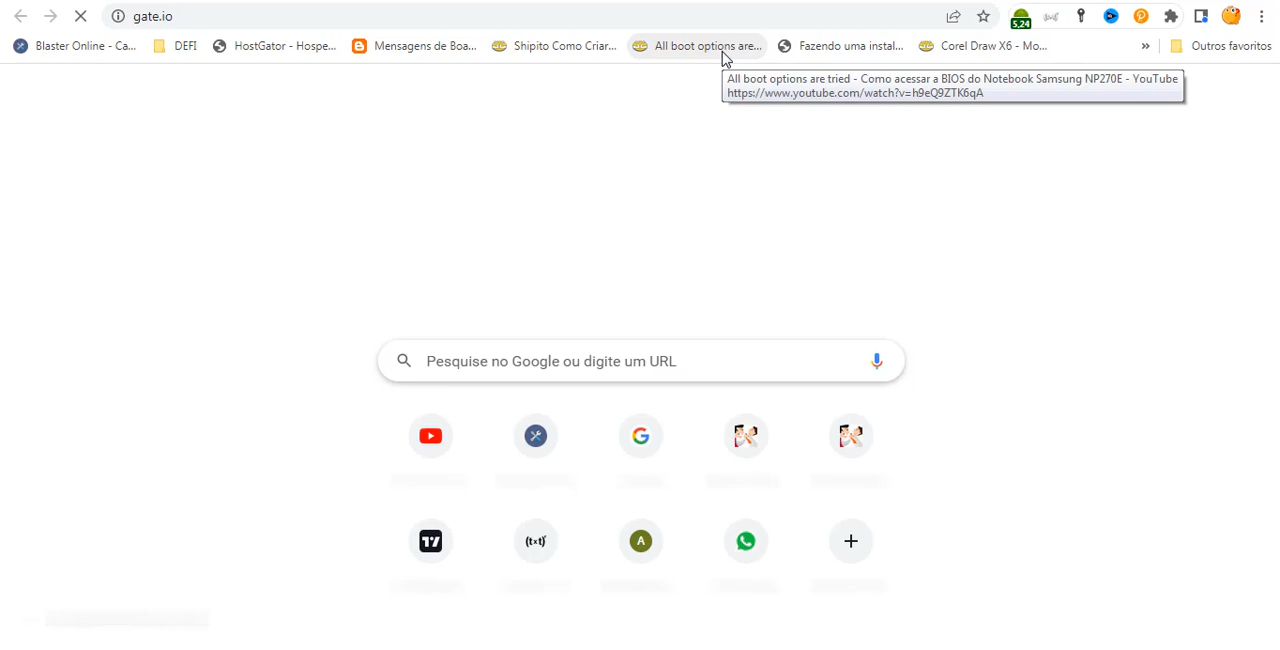 gate.io
5,24
Blaster Online - Ca... DEFI HostGator - Hospe... Mensagens de Boa... Shipito Como Criar... All boot options are... Fazendo uma instal... Corel Draw X6 - Mo... » Outros favoritos
All boot options are tried - Como acessar a BIOS do Notebook Samsung NP270E - YouTube
https://www.youtube.com/watch?v=h9eQ9ZTK6qA
Pesquise no Google ou digite um URL
(txt)
A